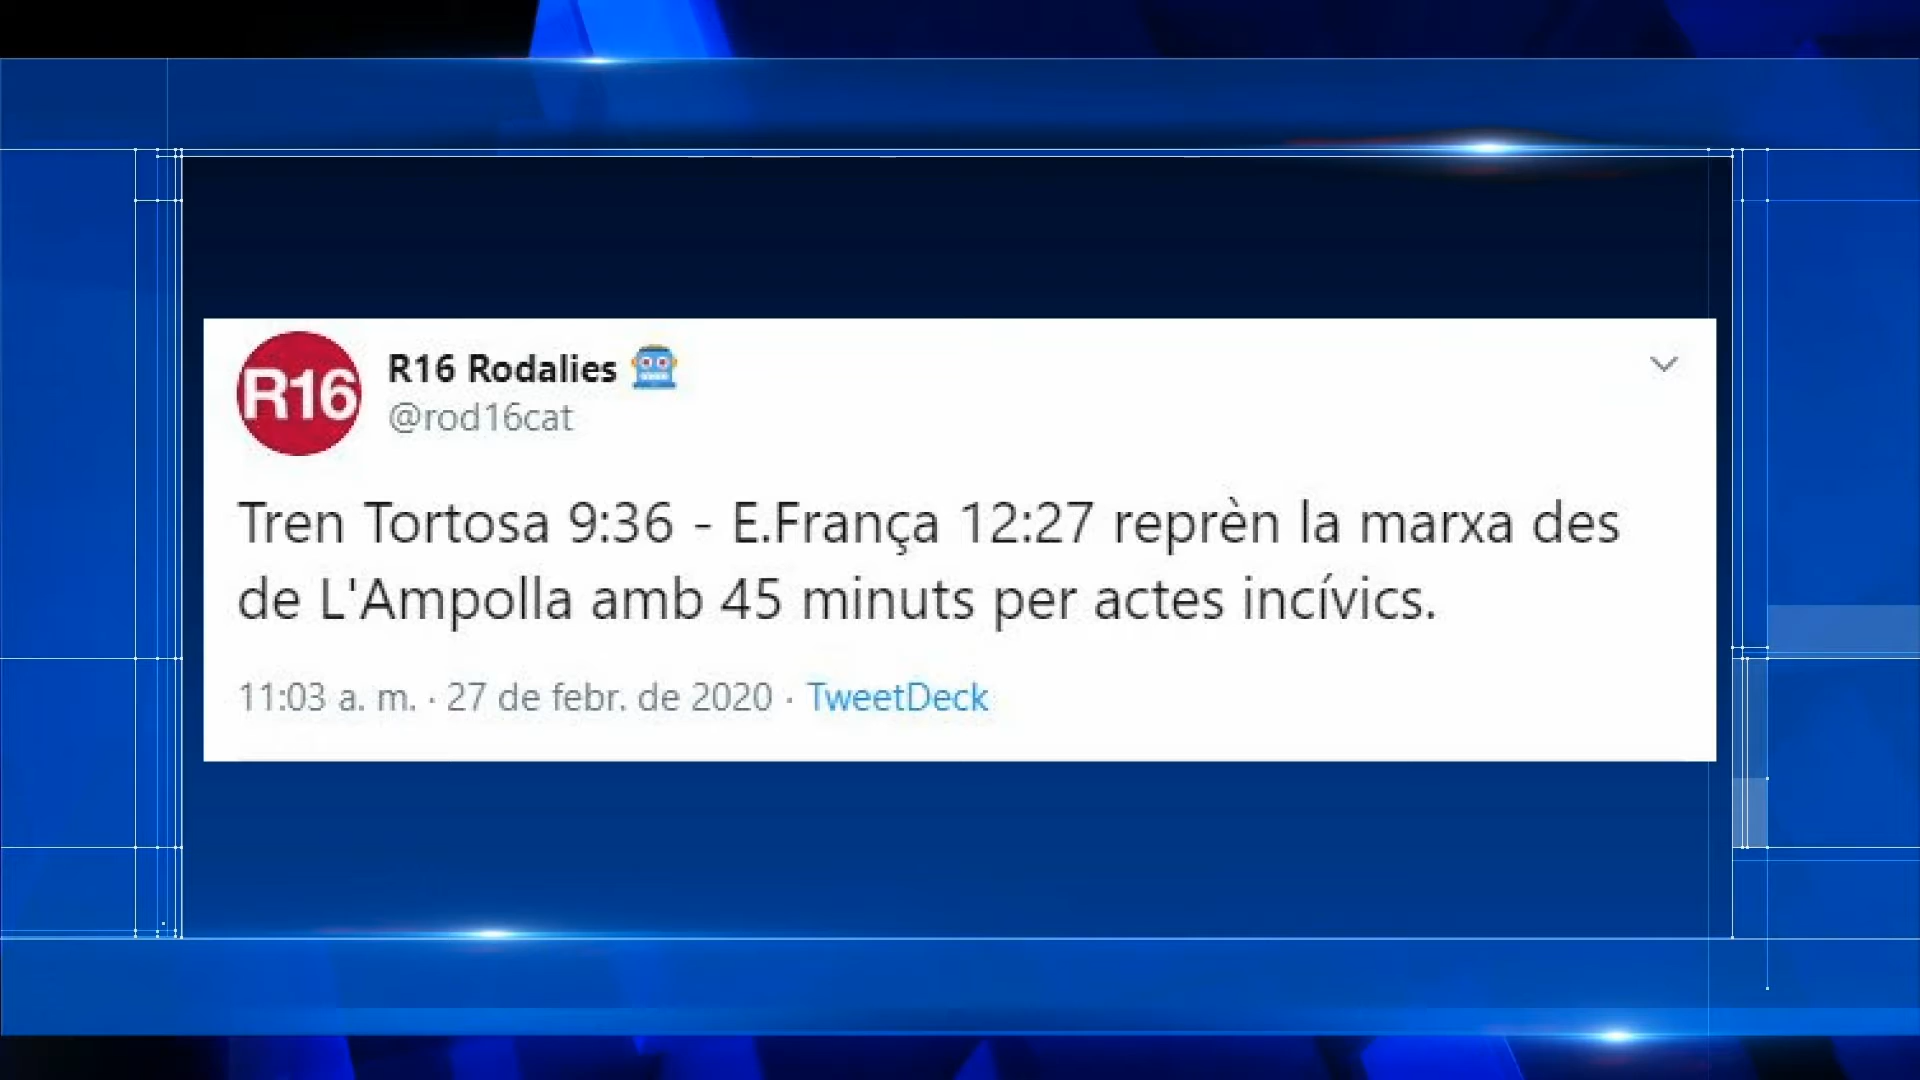 R16
R16 Rodalies
@rod16cat
Tren Tortosa 9:36 - E.França 12:27 reprèn la marxa des
de L'Ampolla amb 45 minuts per actes incívics.
11:03 a. m. · 27 de febr. de 2020 · TweetDeck